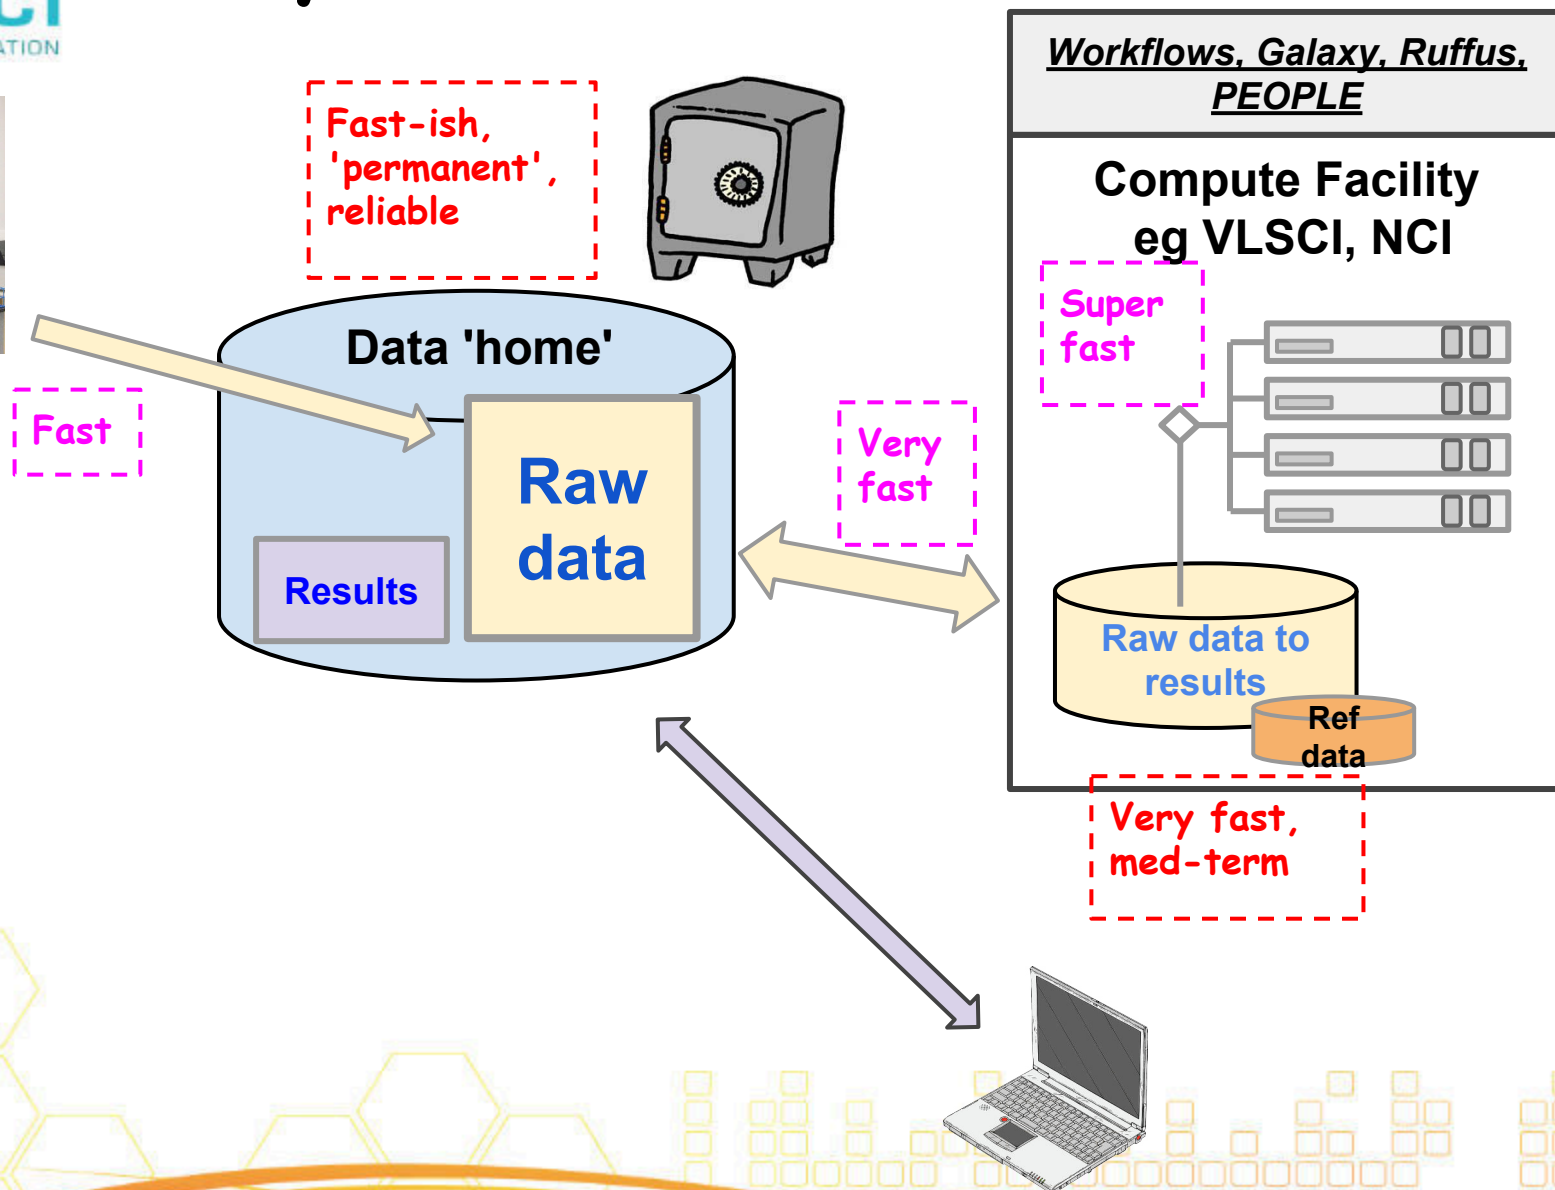 CI
ATION
Workflows, Galaxy, Ruffus,
PEOPLE
Fast-ish,
'permanent',
reliable
Compute Facility
eg VLSCI, NCI
Super
fast
Data 'home'
Fast
Very
fast
Raw
data
Results
Raw data to
results
Ref
data
Very fast,
med-term